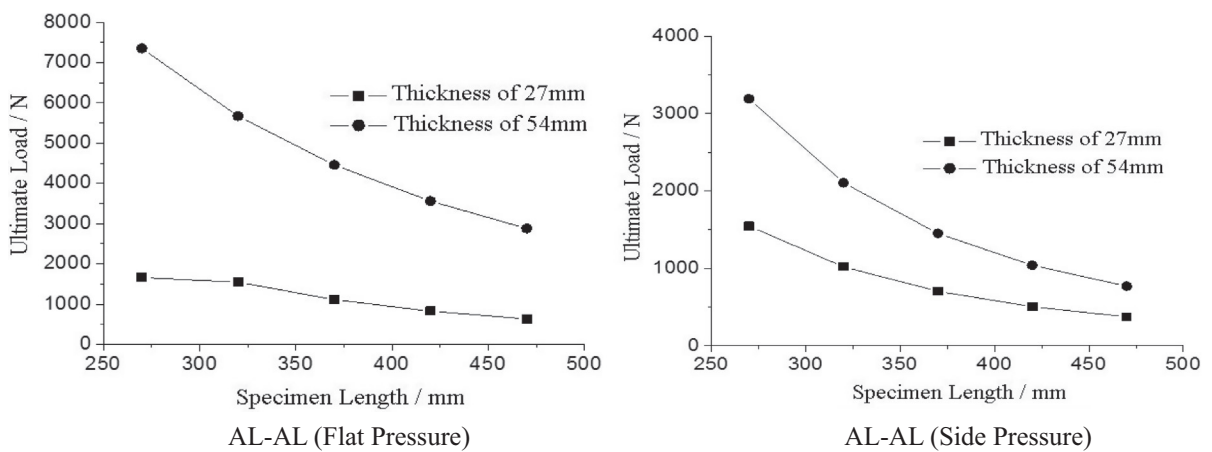 8000
7000
6000
5000
4000
3000
2000
1000
0
Ultimate Load / N
Thickness of 27mm
Thickness of 54mm
250 300 350 400 450 500
Specimen Length / mm
AL-AL (Flat Pressure)
4000
3000
2000
1000
0
Ultimate Load / N
Thickness of 27mm
Thickness of 54mm
250 300 350 400 450 500
Specimen Length / mm
AL-AL (Side Pressure)